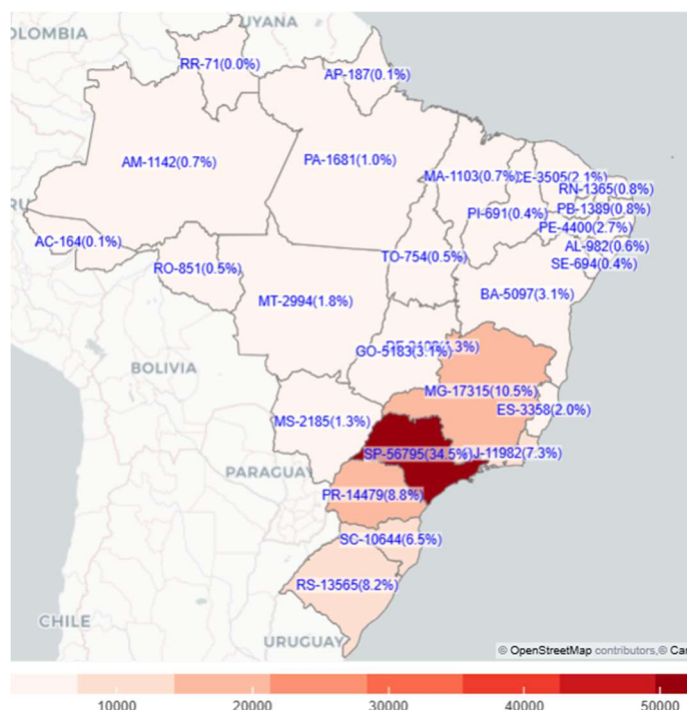 OLOMBIA
UYANA
RR-71(0.0%)
AP-187(0.1%)
AM-1142(0.7%)
PA-1681(1.0%)
MA-1103(0.7%)
CE-3505(2.1%)
RN-1365(0.8%)
PI-691(0.4%)
PB-1389(0.8%)
PE-4400(2.7%)
AC-164(0.1%)
AL-982(0.6%)
TO-754(0.5%)
SE-694(0.4%)
RO-851(0.5%)
MT-2994(1.8%)
BA-5097(3.1%)
GO-5183(3.1%)
BOLIVIA
MG-17315(10.5%)
ES-3358(2.0%)
MS-2185(1.3%)
SP-56795(34.5%)
J-11982(7.3%)
PARAGUAY
PR-14479(8.8%)
SC-10644(6.5%)
RS-13565(8.2%)
CHILE
URUGUAY
© OpenStreetMap contributors,© Car
10000 20000 30000 40000 50000